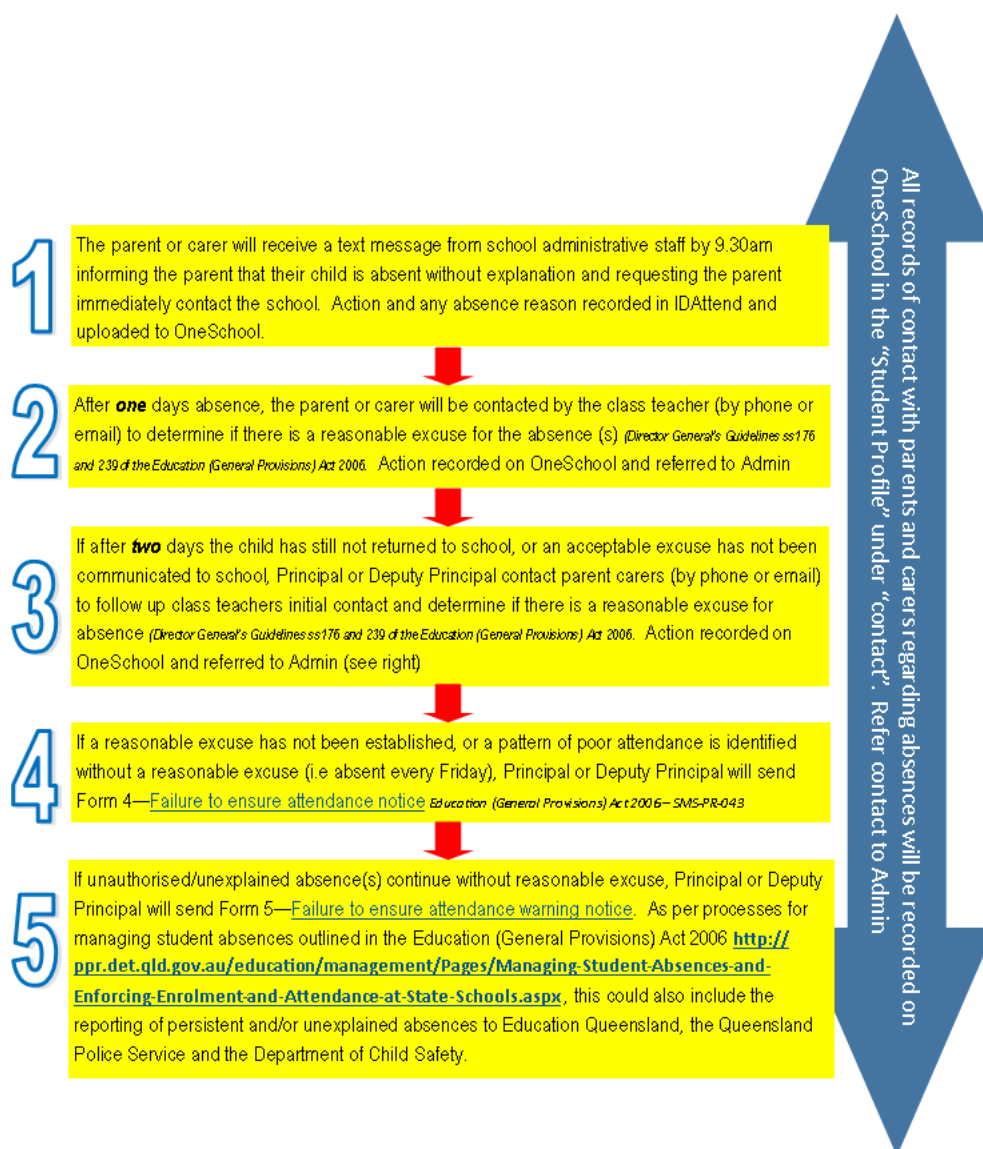 1
The parent or carer will receive a text message from school administrative staff by 9.30am
informing the parent that their child is absent without explanation and requesting the parent
immediately contact the school.  Action and any absence reason recorded in IDAttend and
uploaded to OneSchool.
2
After one days absence, the parent or carer will be contacted by the class teacher (by phone or
email) to determine if there is a reasonable excuse for the absence (s) (Director General's Guidelines ss176
and 239 of the Education (General Provisions) Act 2006.  Action recorded on OneSchool and referred to Admin
3
If after two days the child has still not returned to school, or an acceptable excuse has not been
communicated to school, Principal or Deputy Principal contact parent carers (by phone or email)
to follow up class teachers initial contact and determine if there is a reasonable excuse for
absence (Director General's Guidelines ss176 and 239 of the Education (General Provisions) Act 2006.  Action recorded on
OneSchool and referred to Admin (see right)
4
If a reasonable excuse has not been established, or a pattern of poor attendance is identified
without a reasonable excuse (i.e absent every Friday), Principal or Deputy Principal will send
Form 4—Failure to ensure attendance notice Education (General Provisions) Act 2006 – SMS-PR-043
5
If unauthorised/unexplained absence(s) continue without reasonable excuse, Principal or Deputy
Principal will send Form 5—Failure to ensure attendance warning notice.  As per processes for
managing student absences outlined in the Education (General Provisions) Act 2006 http://
ppr.det.qld.gov.au/education/management/Pages/Managing-Student-Absences-and-
Enforcing-Enrolment-and-Attendance-at-State-Schools.aspx, this could also include the
reporting of persistent and/or unexplained absences to Education Queensland, the Queensland
Police Service and the Department of Child Safety.
All records of contact with parents and carers regarding absences will be recorded on
OneSchool in the "Student Profile" under "contact".  Refer contact to Admin